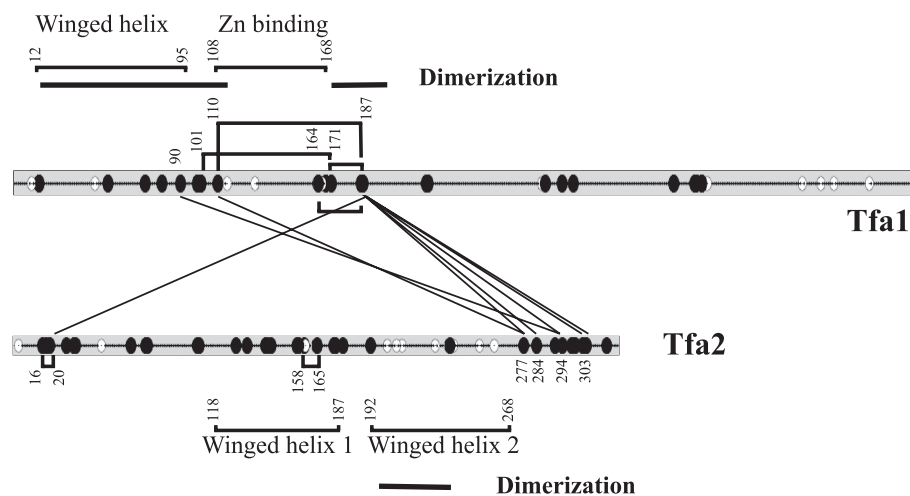 Winged helix Zn binding
12 95 108 168
Dimerization
90 101 110 164 171 187
Tfa1
Tfa2
16 20 158 165 277 284 294 303
118 187 192 268
Winged helix 1 Winged helix 2
Dimerization